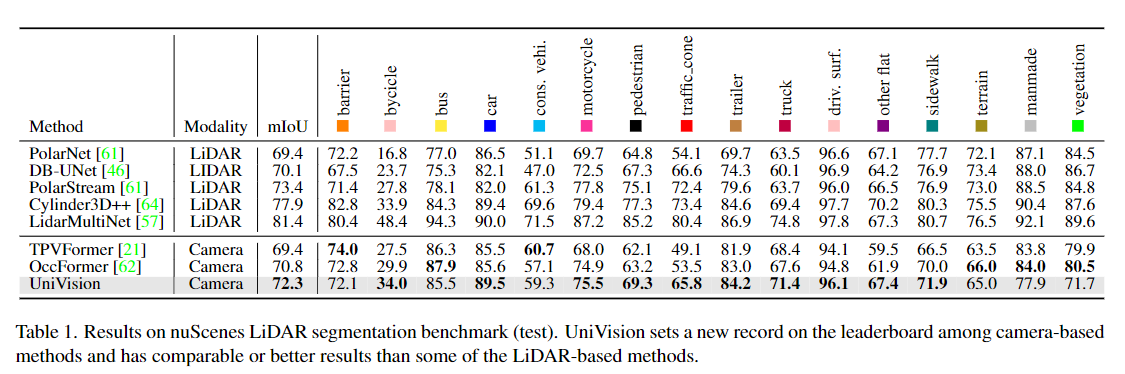 Method Modality mIoU barrier bycicle bus car cons. vehi. motorcycle pedestrian traffic_cone trailer truck driv. surf. other flat sidewalk terrain manmade vegetation
PolarNet [61] LiDAR 69.4 72.2 16.8 77.0 86.5 51.1 69.7 64.8 54.1 69.7 63.5 96.6 67.1 77.7 72.1 87.1 84.5
DB-UNet [46] LIDAR 70.1 67.5 23.7 75.3 82.1 47.0 72.5 67.3 66.6 74.3 60.1 96.9 64.2 76.9 73.4 88.0 86.7
PolarStream [61] LiDAR 73.4 71.4 27.8 78.1 82.0 61.3 77.8 75.1 72.4 79.6 63.7 96.0 66.5 76.9 73.0 88.5 84.8
Cylinder3D++ [64] LiDAR 77.9 82.8 33.9 84.3 89.4 69.6 79.4 77.3 73.4 84.6 69.4 97.7 70.2 80.3 75.5 90.4 87.6
LidarMultiNet [57] LiDAR 81.4 80.4 48.4 94.3 90.0 71.5 87.2 85.2 80.4 86.9 74.8 97.8 67.3 80.7 76.5 92.1 89.6
TPVFormer [21] Camera 69.4 74.0 27.5 86.3 85.5 60.7 68.0 62.1 49.1 81.9 68.4 94.1 59.5 66.5 63.5 83.8 79.9
OccFormer [62] Camera 70.8 72.8 29.9 87.9 85.6 57.1 74.9 63.2 53.5 83.0 67.6 94.8 61.9 70.0 66.0 84.0 80.5
UniVision Camera 72.3 72.1 34.0 85.5 89.5 59.3 75.5 69.3 65.8 84.2 71.4 96.1 67.4 71.9 65.0 77.9 71.7
Table 1. Results on nuScenes LiDAR segmentation benchmark (test). UniVision sets a new record on the leaderboard among camera-based
methods and has comparable or better results than some of the LiDAR-based methods.